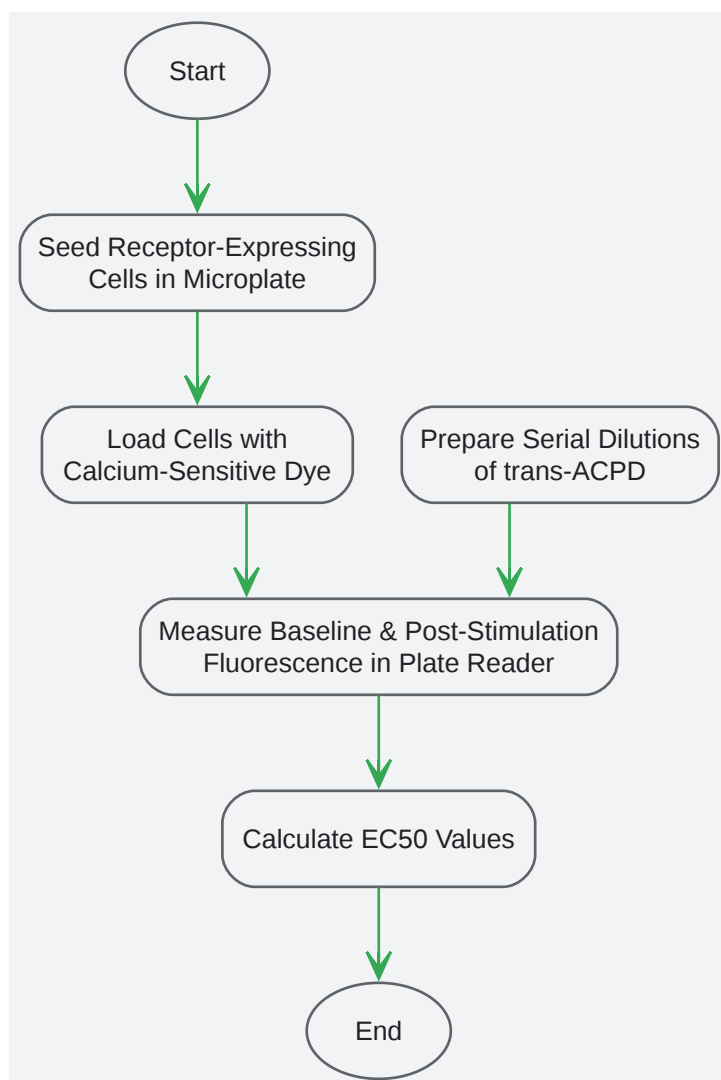 Start
Seed Receptor-Expressing
Cells in Microplate
Load Cells with
Calcium-Sensitive Dye
Prepare Serial Dilutions
of trans-ACPD
Measure Baseline & Post-Stimulation
Fluorescence in Plate Reader
Calculate EC50 Values
End